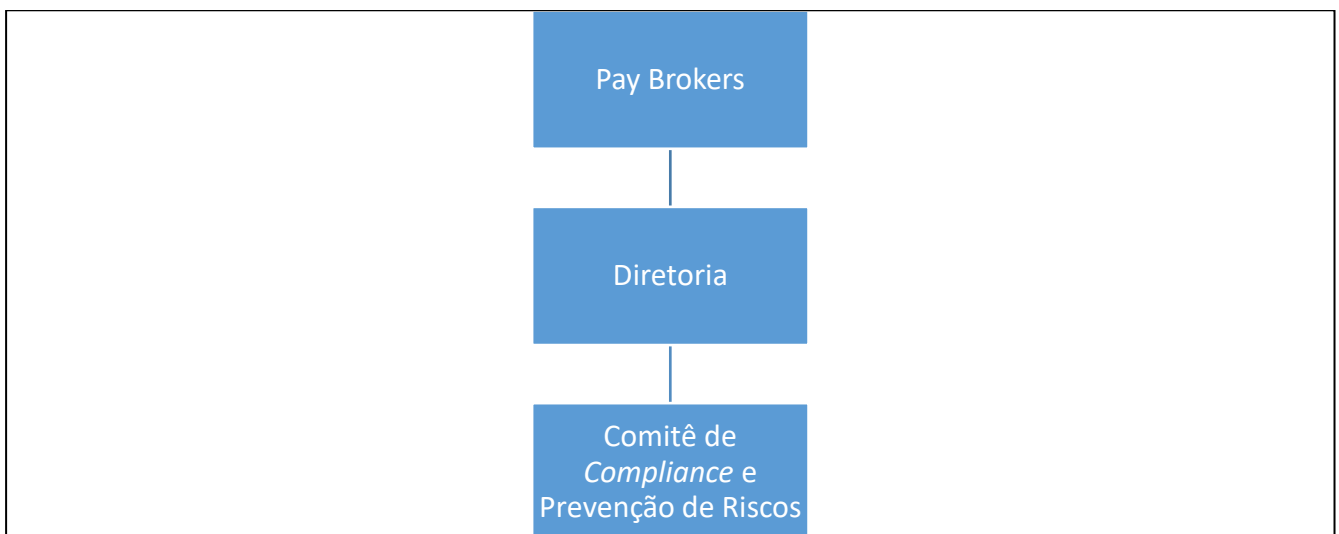 Pay Brokers
Diretoria
Comitê de
Compliance e
Prevenção de Riscos